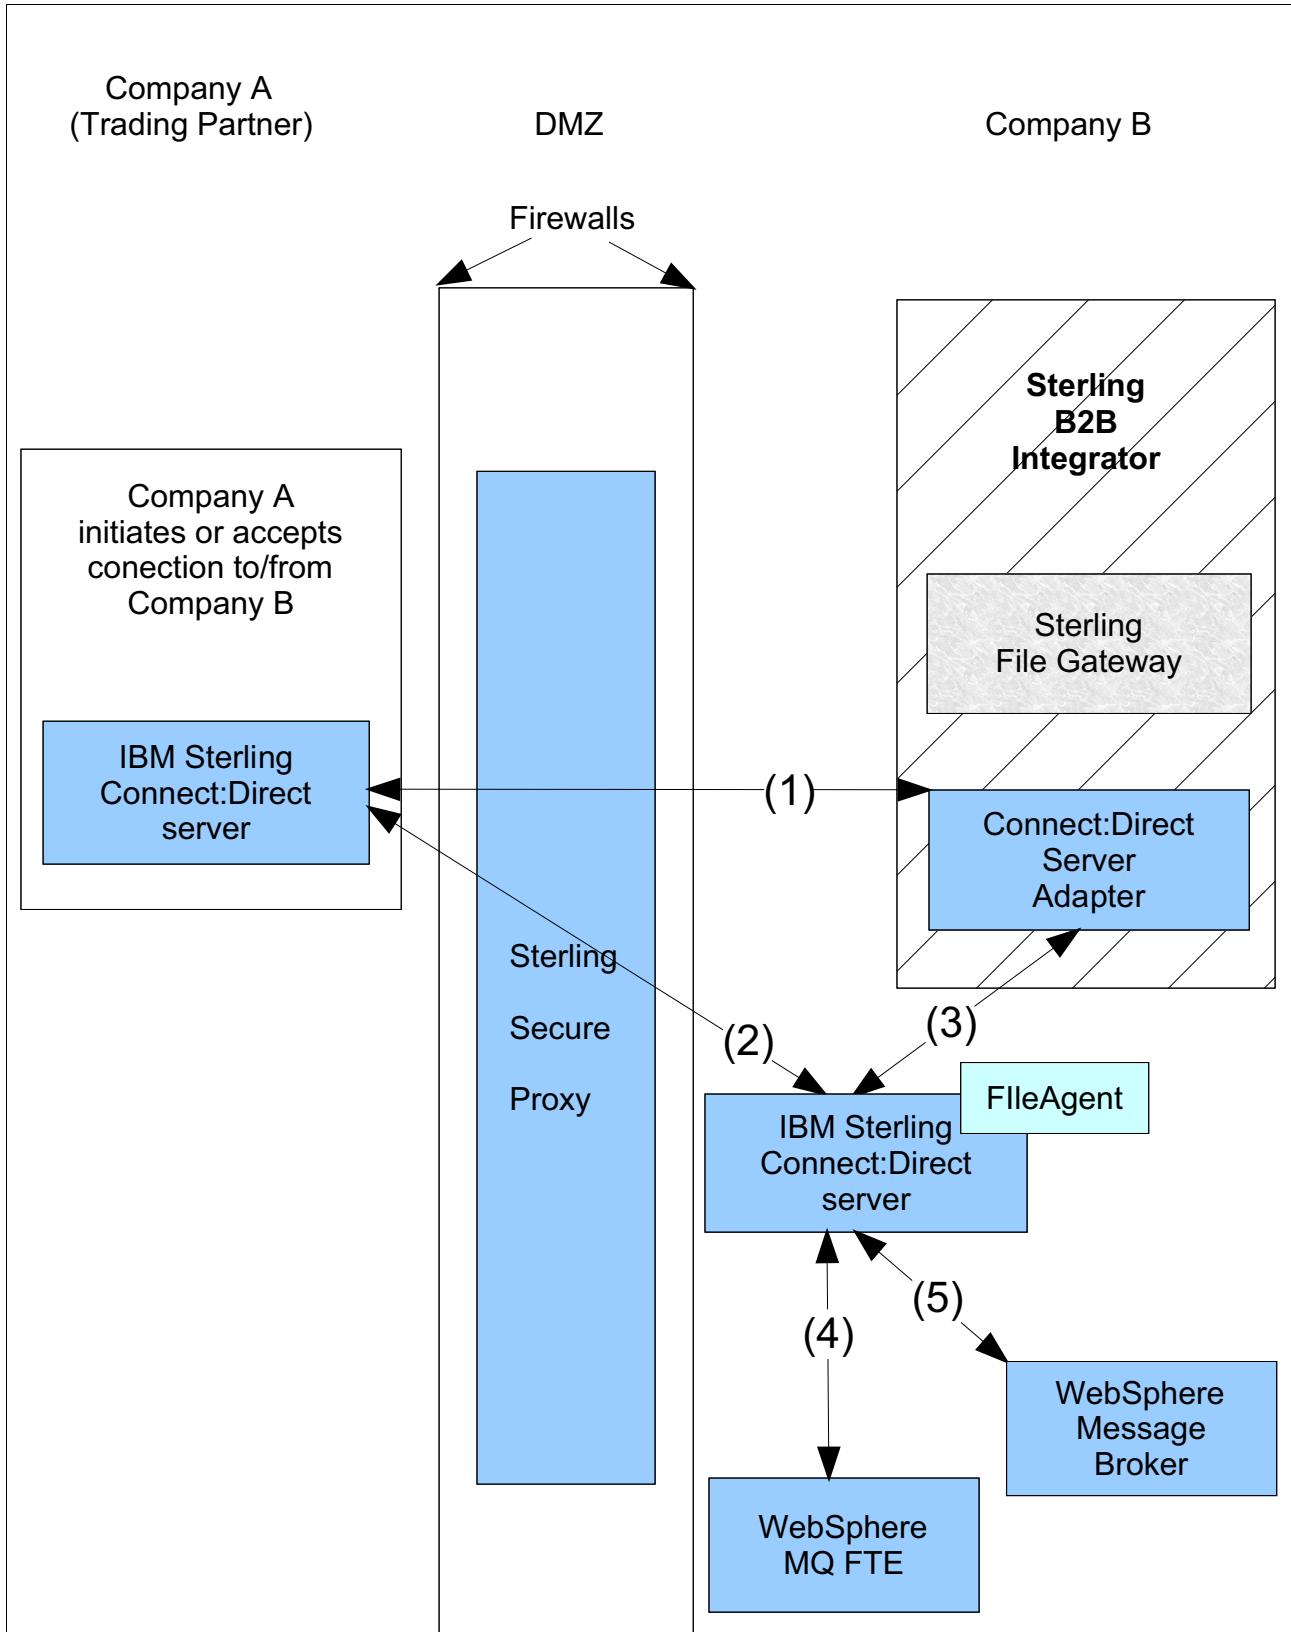 Company A
(Trading Partner)
DMZ
Company B
Firewalls
Sterling
B2B
Integrator
Company A
initiates or accepts
conection to/from
Company B
Sterling
File Gateway
IBM Sterling
Connect:Direct
server
(1)
Connect:Direct
Server
Adapter
Sterling
Secure
Proxy
(2)
(3)
FIleAgent
IBM Sterling
Connect:Direct
server
(5)
(4)
WebSphere
Message
Broker
WebSphere
MQ FTE